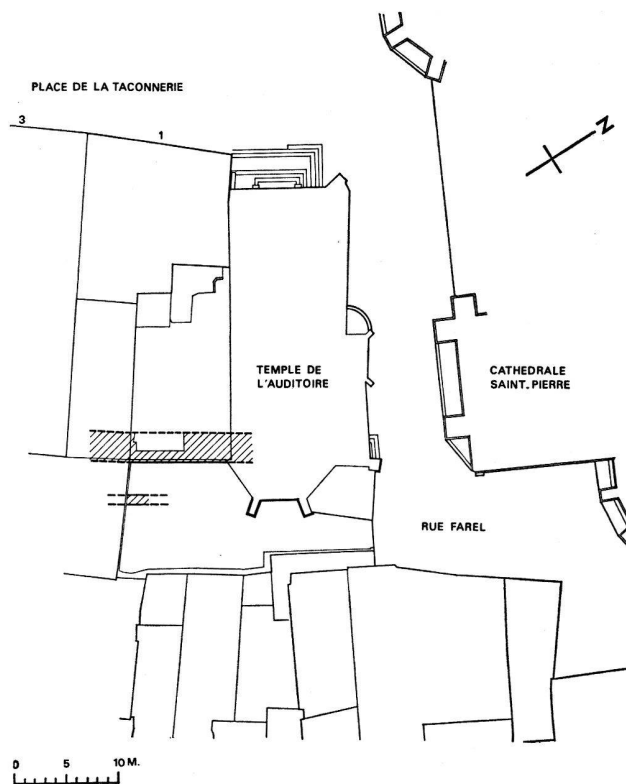 PLACE DE LA TACONNERIE
3
1
N
TEMPLE DE
L'AUDITOIRE
CATHEDRALE
SAINT-PIERRE
RUE FAREL
0 5 10 M.